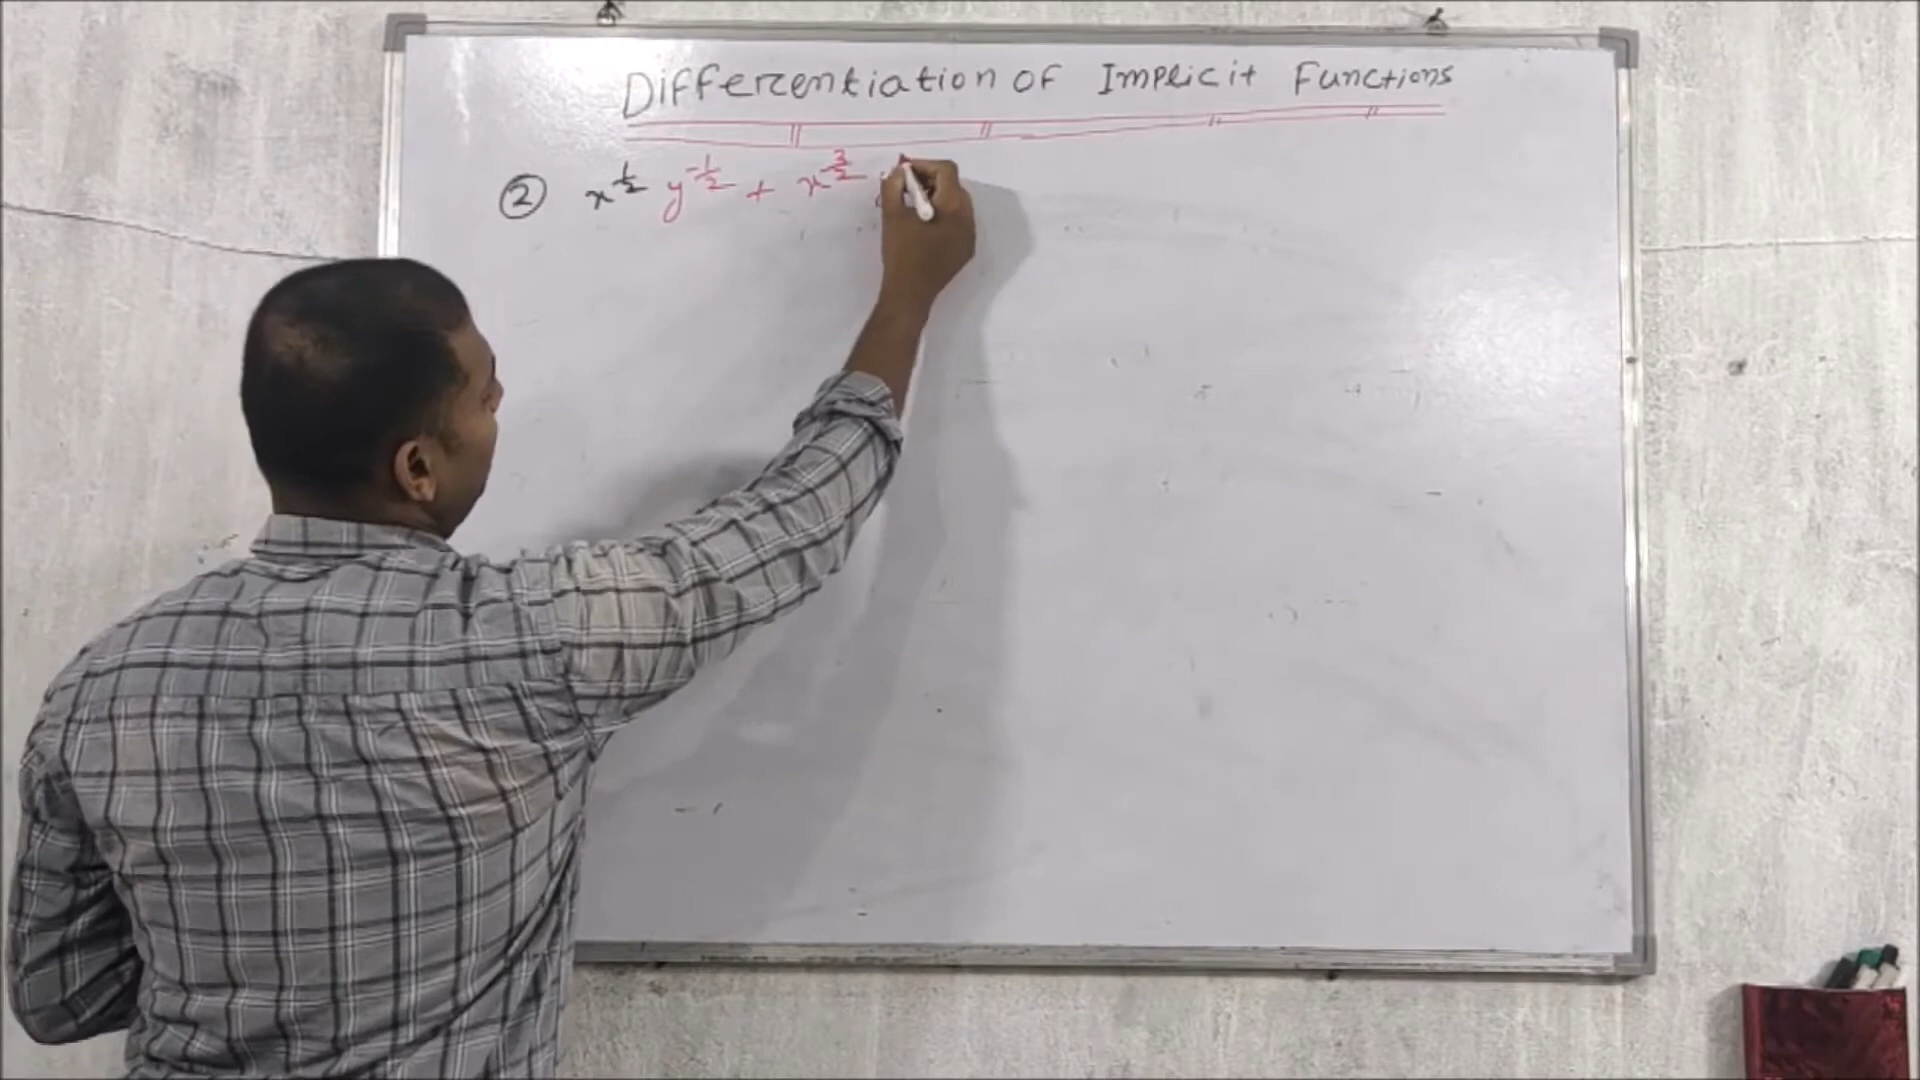 Differentiation of Implicit Functions
② x^{1/2} y^{-1/2} + x^{3/2}